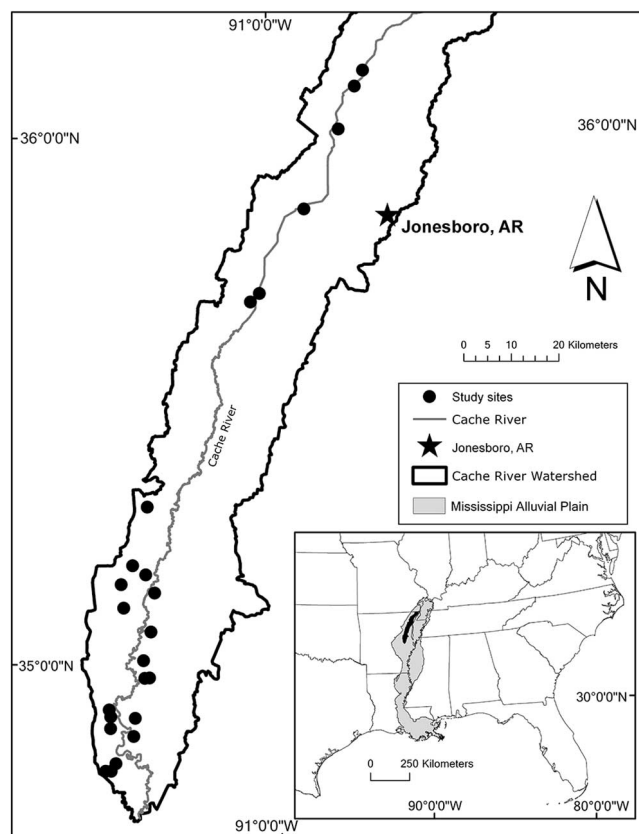 91°0'0"W
36°0'0"N
36°0'0"N
Jonesboro, AR
N
0 5 10 15 20 Kilometers
Study sites
Cache River
Jonesboro, AR
Cache River Watershed
Mississippi Alluvial Plain
Cache River
35°0'0"N
30°0'0"N
0 250 Kilometers
91°0'0"W
90°0'0"W
80°0'0"W